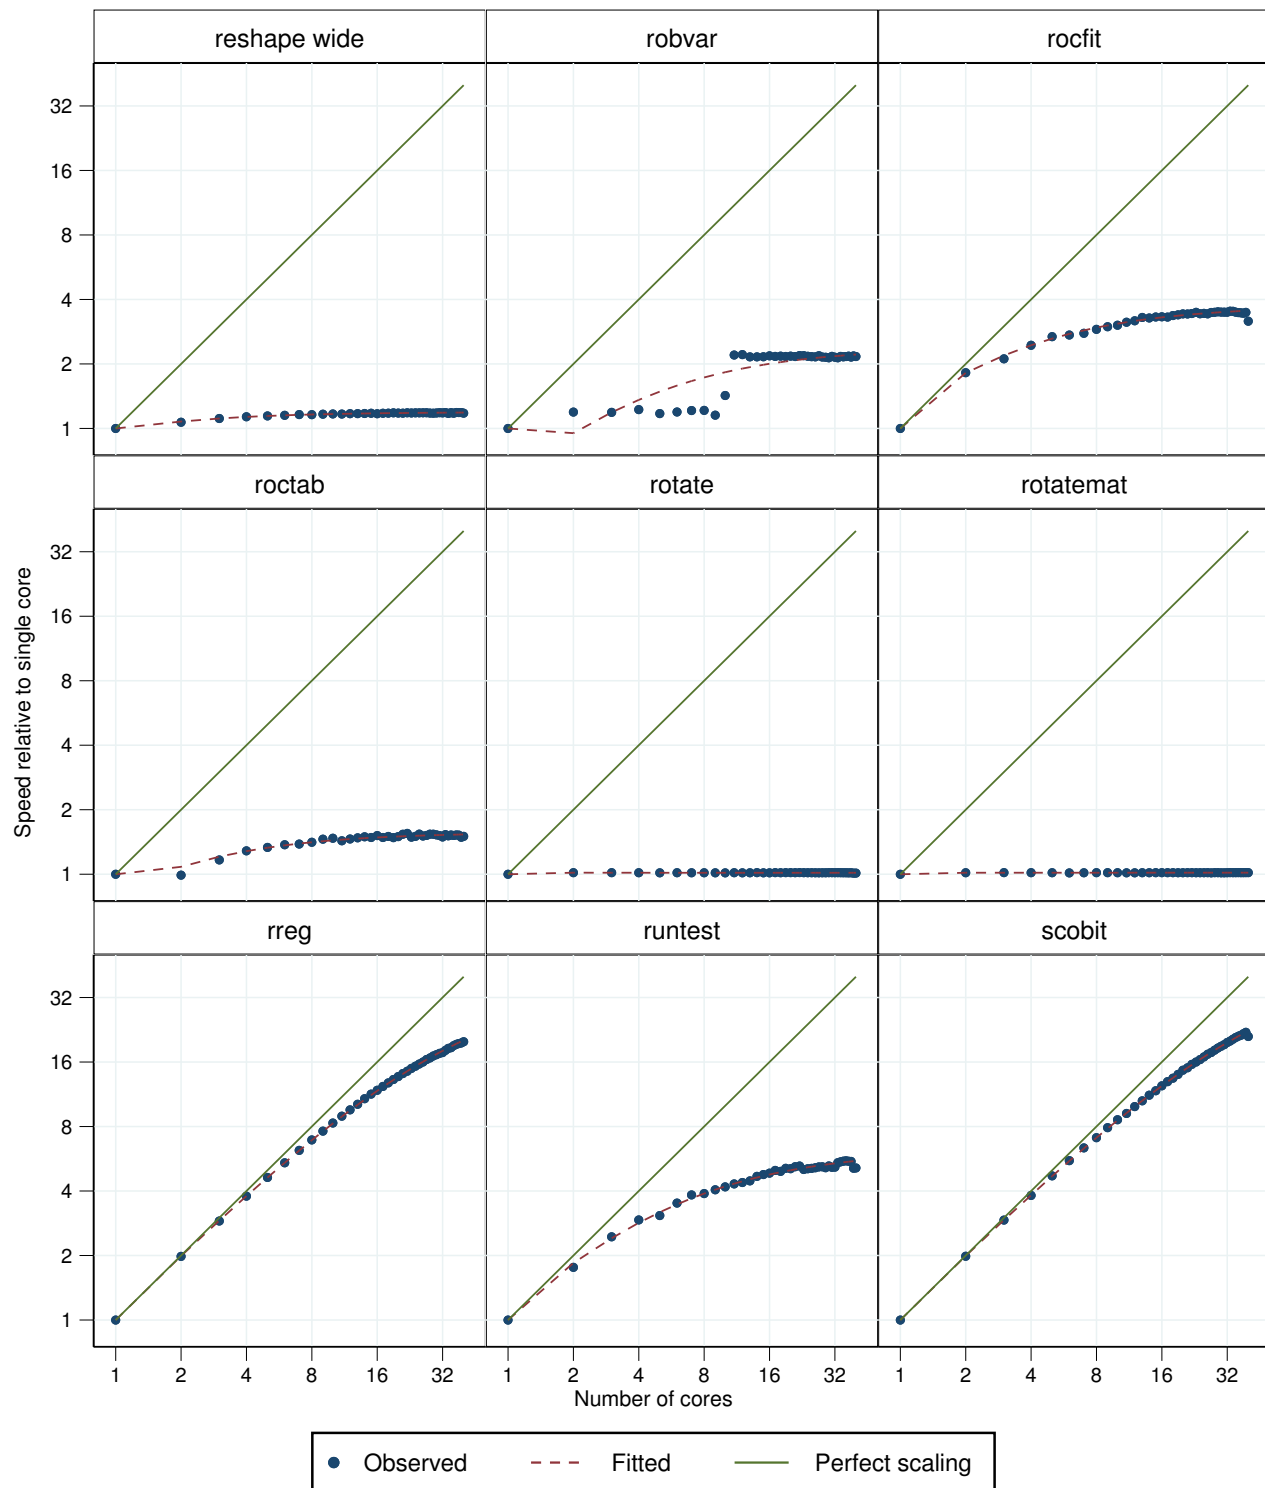 reshape wide robvar rocfit
32
16
8
4
2
1
roctab rotate rotatemat
32
16
8
4
2
1
Speed relative to single core
rreg runtest scobit
32
16
8
4
2
1
1 2 4 8 16 32 1 2 4 8 16 32 1 2 4 8 16 32
Number of cores
Observed Fitted Perfect scaling